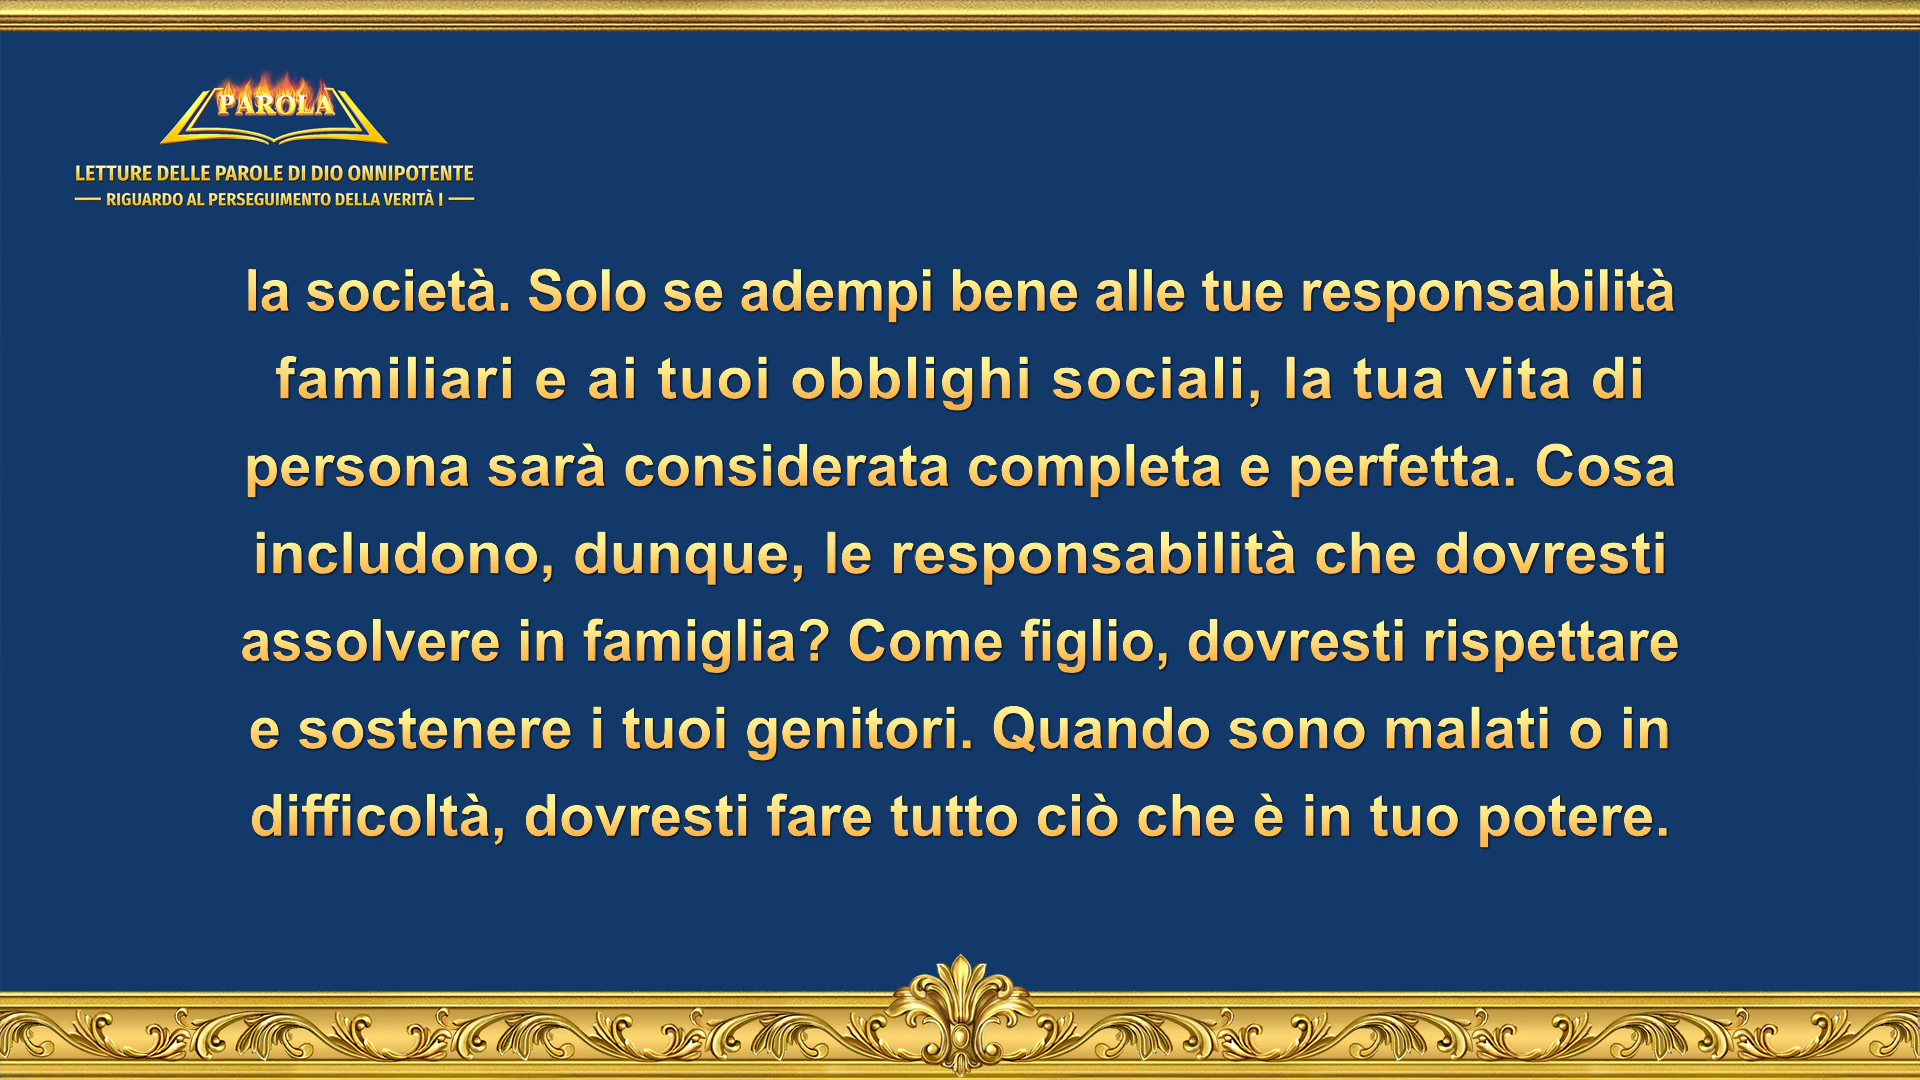 PAROLA
LETTURE DELLE PAROLE DI DIO ONNIPOTENTE
RIGUARDO AL PERSEGUIMENTO DELLA VERITÀ I
la società. Solo se adempi bene alle tue responsabilità
familiari e ai tuoi obblighi sociali, la tua vita di
persona sarà considerata completa e perfetta. Cosa
includono, dunque, le responsabilità che dovresti
assolvere in famiglia? Come figlio, dovresti rispettare
e sostenere i tuoi genitori. Quando sono malati o in
difficoltà, dovresti fare tutto ciò che è in tuo potere.